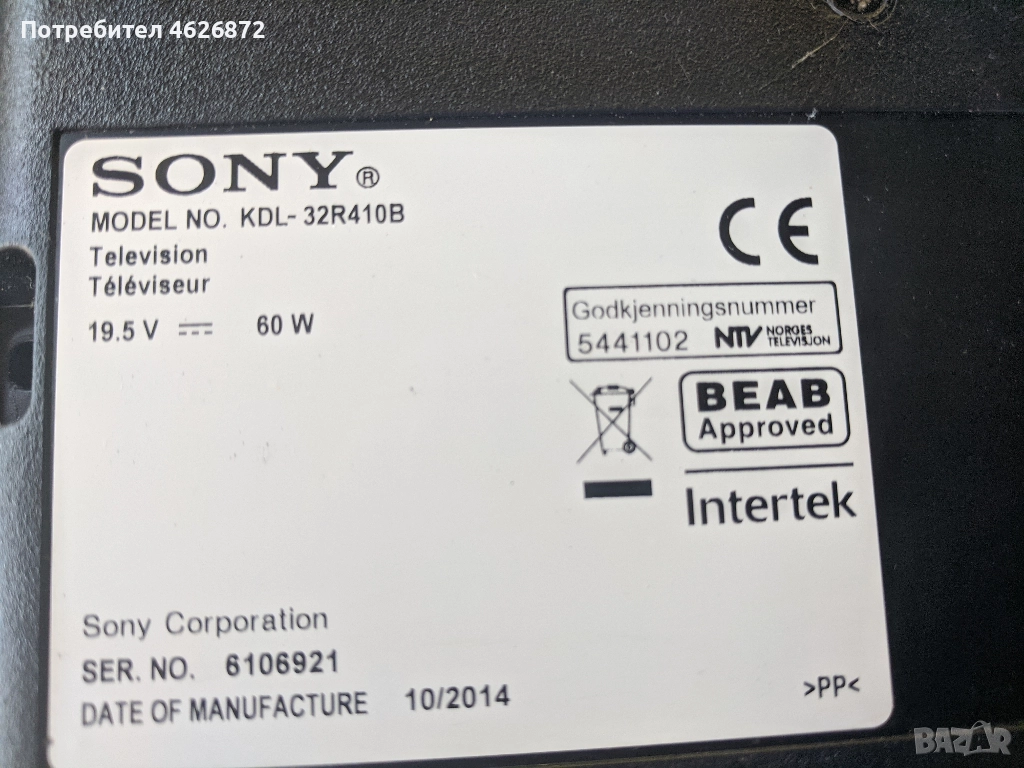 Потребител 4626872
SONY®
MODEL NO. KDL-32R410B
Television
Téléviseur
19.5 V ⎓ 60 W
CE
Godkjenningsnummer
5441102 NTV NORGES TELEVISJON
BEAB
Approved
Intertek
Sony Corporation
SER. NO. 6106921
DATE OF MANUFACTURE 10/2014
>PP<
BAZAR